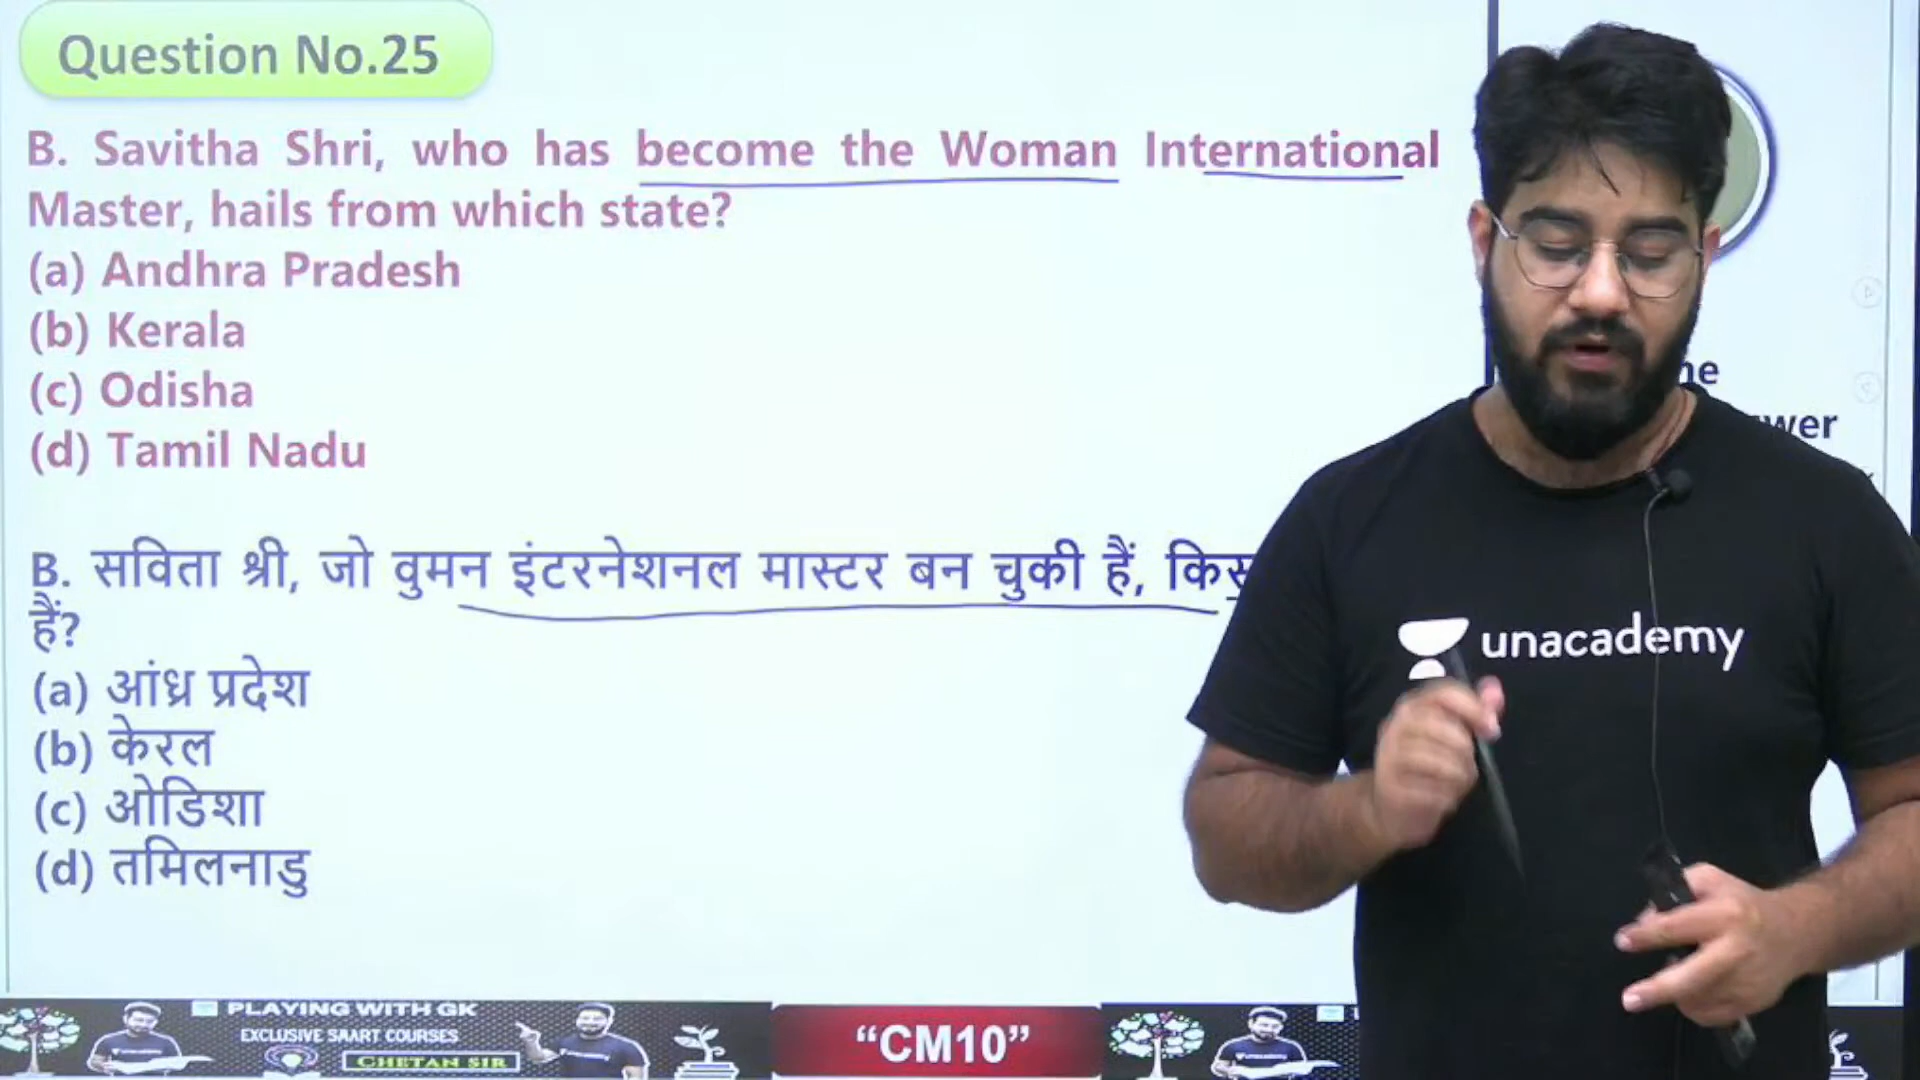 Question No.25
B. Savitha Shri, who has become the Woman International
Master, hails from which state?
(a) Andhra Pradesh
(b) Kerala
(c) Odisha
(d) Tamil Nadu
B. सविता श्री, जो वुमन इंटरनेशनल मास्टर बन चुकी हैं,
हैं?
(a) आंध्र प्रदेश
(b) केरल
(c) ओडिशा
(d) तमिलनाडु
unacademy
PLAYING WITH GK
EXCLUSIVE SAART COURSES
CHETAN SIR
“CM10”